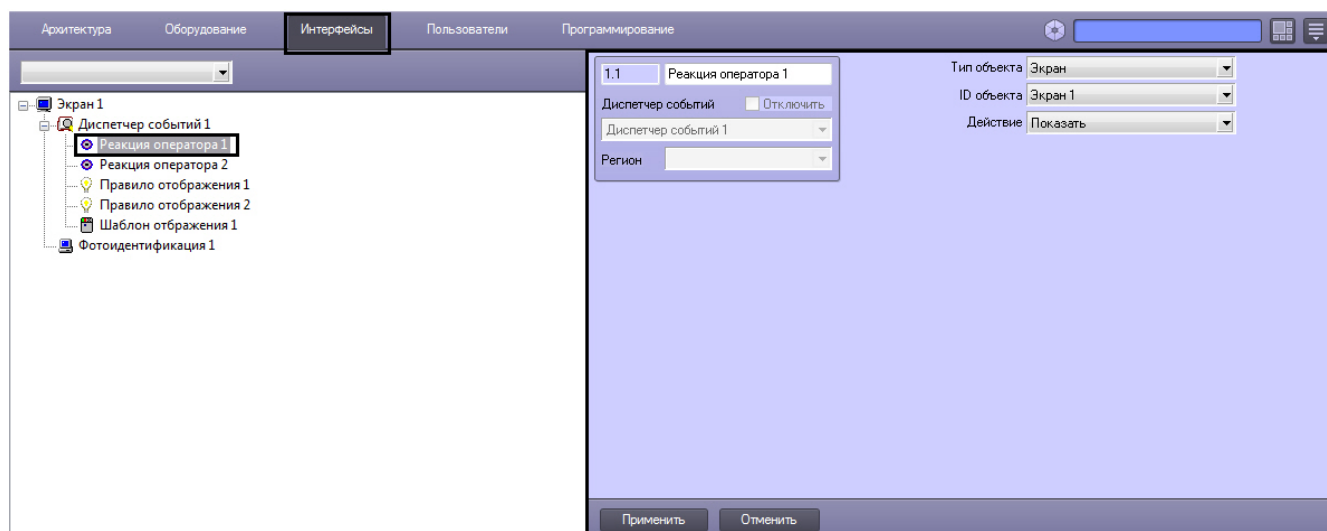 Архитектура Оборудование Интерфейсы Пользователи Программирование
Экран 1
Диспетчер событий 1
Реакция оператора 1
Реакция оператора 2
Правило отображения 1
Правило отображения 2
Шаблон отбражения 1
Фотоидентификация 1
1.1 Реакция оператора 1
Диспетчер событий Отключить
Диспетчер событий 1
Регион
Тип объекта Экран
ID объекта Экран 1
Действие Показать
Применить Отменить